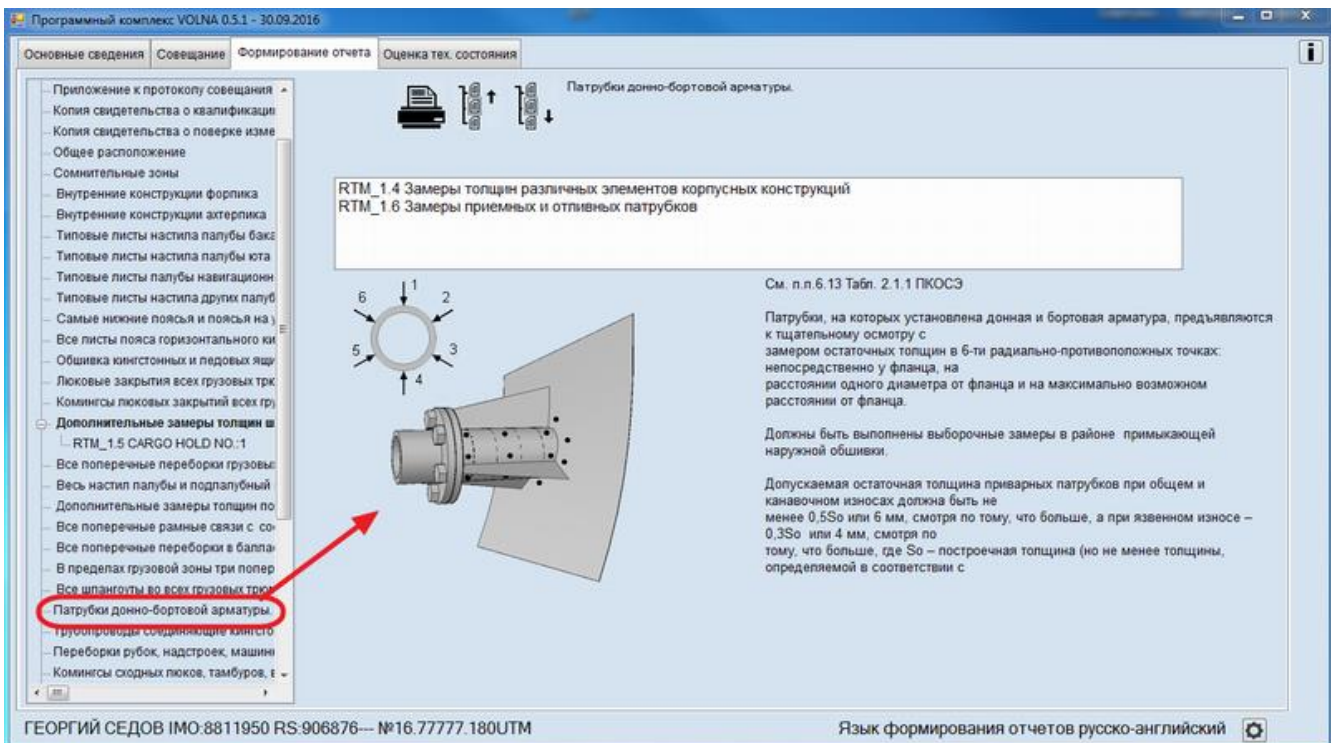 Программный комплекс VOLNA 0.5.1 - 30.09.2016
Основные сведения
Совещание
Формирование отчета
Оценка тех. состояния
Приложение к протоколу совещания
Копия свидетельства о квалификаци
Копия свидетельства о поверке изме
Общее расположение
Сомнительные зоны
Внутренние конструкции форпика
Внутренние конструкции ахтерпика
Типовые листы настила палубы бака
Типовые листы настила палубы юта
Типовые листы палубы навигационн
Типовые листы настила других палуб
Самые нижние поясья и поясья на у
Все листы пояса горизонтального ки
Обшивка кингстонных и ледовых ящи
Люковые закрытия всех грузовых трю
Комингсы люковых закрытий всех гру
Дополнительные замеры толщин ш
RTM_1.5 CARGO HOLD NO.:1
Все поперечные переборки грузовы
Весь настил палубы и подпалубный
Дополнительные замеры толщин по
Все поперечные рамные связи с со
Все поперечные переборки в балла
В пределах грузовой зоны три попер
Все шпангоуты во всех грузовых трюм
Патрубки донно-бортовой арматуры.
Трубопроводы соединяющие кингсто
Переборки рубок, надстроек, машинн
Комингсы сходных люков, тамбуров, в
Патрубки донно-бортовой арматуры.
RTM_1.4 Замеры толщин различных элементов корпусных конструкций
RTM_1.6 Замеры приемных и отливных патрубков
1
2
3
4
5
6
См. п.п.6.13 Табл. 2.1.1 ПКОСЭ
Патрубки, на которых установлена донная и бортовая арматура, предъявляются
к тщательному осмотру с
замером остаточных толщин в 6-ти радиально-противоположных точках:
непосредственно у фланца, на
расстоянии одного диаметра от фланца и на максимально возможном
расстоянии от фланца.
Должны быть выполнены выборочные замеры в районе примыкающей
наружной обшивки.
Допускаемая остаточная толщина приварных патрубков при общем и
канавочном износах должна быть не
менее 0,5So или 6 мм, смотря по тому, что больше, а при язвенном износе –
0,3So или 4 мм, смотря по
тому, что больше, где So – построечная толщина (но не менее толщины,
определяемой в соответствии с
ГЕОРГИЙ СЕДОВ IMO:8811950 RS:906876--- №16.77777.180UTM
Язык формирования отчетов русско-английский